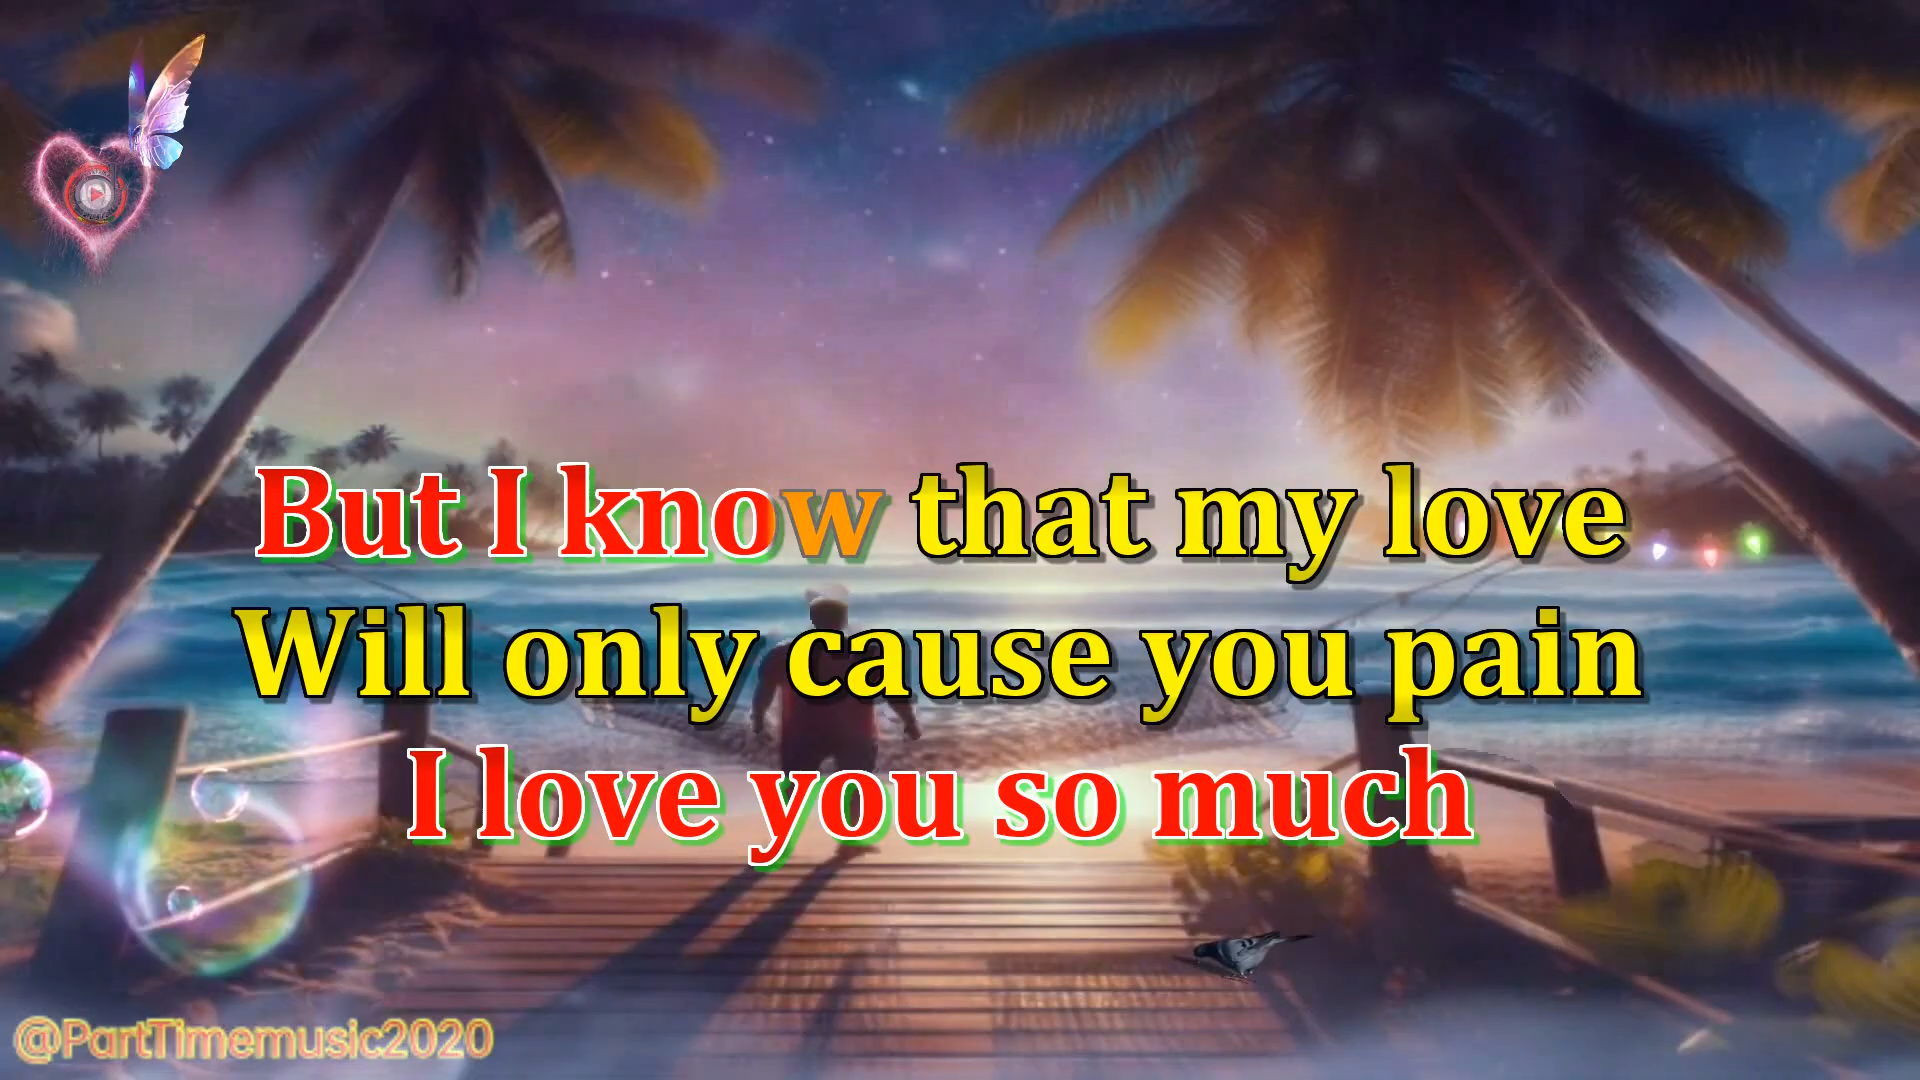 But I know that my love
Will only cause you pain
I love you so much
@PartTimemusic2020